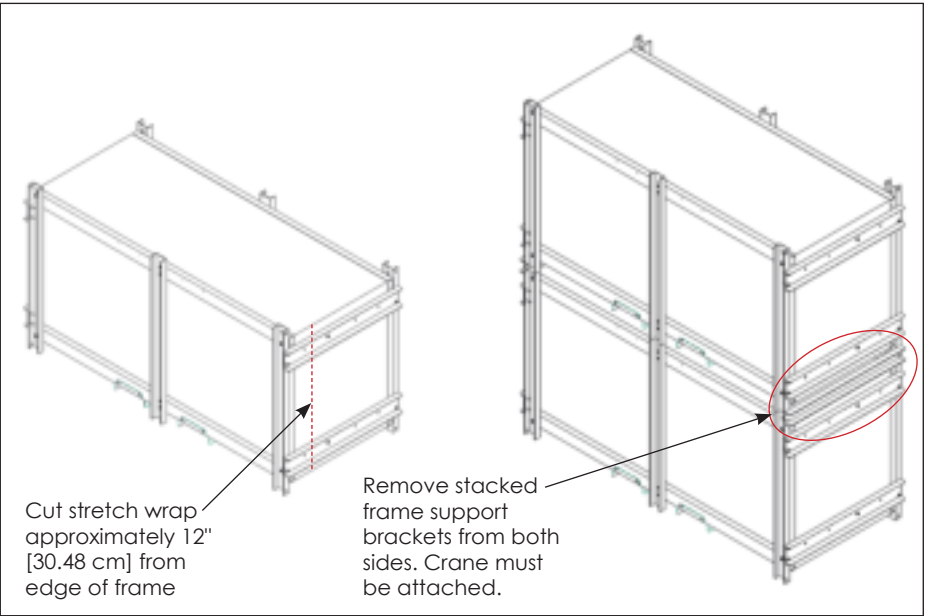 Cut stretch wrap
approximately 12"
[30.48 cm] from
edge of frame
Remove stacked
frame support
brackets from both
sides. Crane must
be attached.